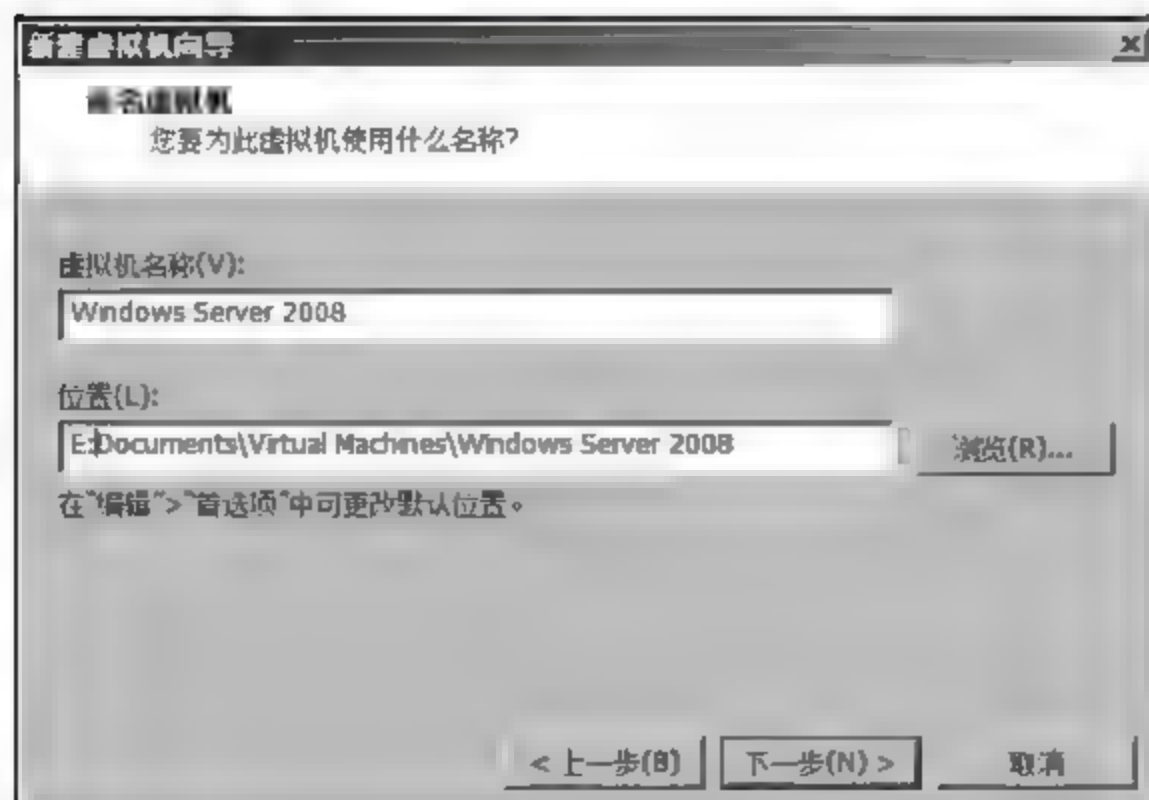 新建虚拟机向导
命名虚拟机
您要为此虚拟机使用什么名称?
虚拟机名称(V):
Windows Server 2008
位置(L):
E:\Documents\Virtual Machines\Windows Server 2008
浏览(R)...
在"编辑">"首选项"中可更改默认位置。
< 上一步(B)
下一步(N) >
取消